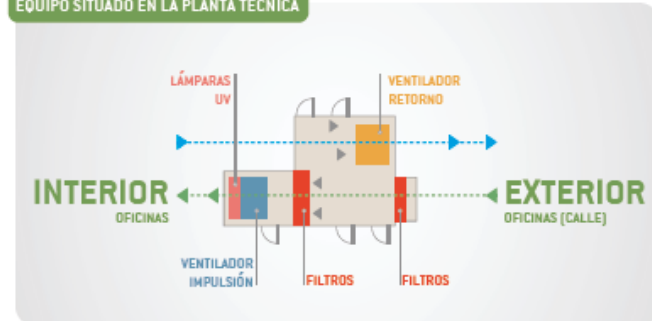 EQUIPO SITUADO EN LA PLANTA TÉCNICA
LÁMPARAS
UV
VENTILADOR
RETORNO
INTERIOR
OFICINAS
EXTERIOR
OFICINAS (CALLE)
VENTILADOR
IMPULSIÓN
FILTROS
FILTROS